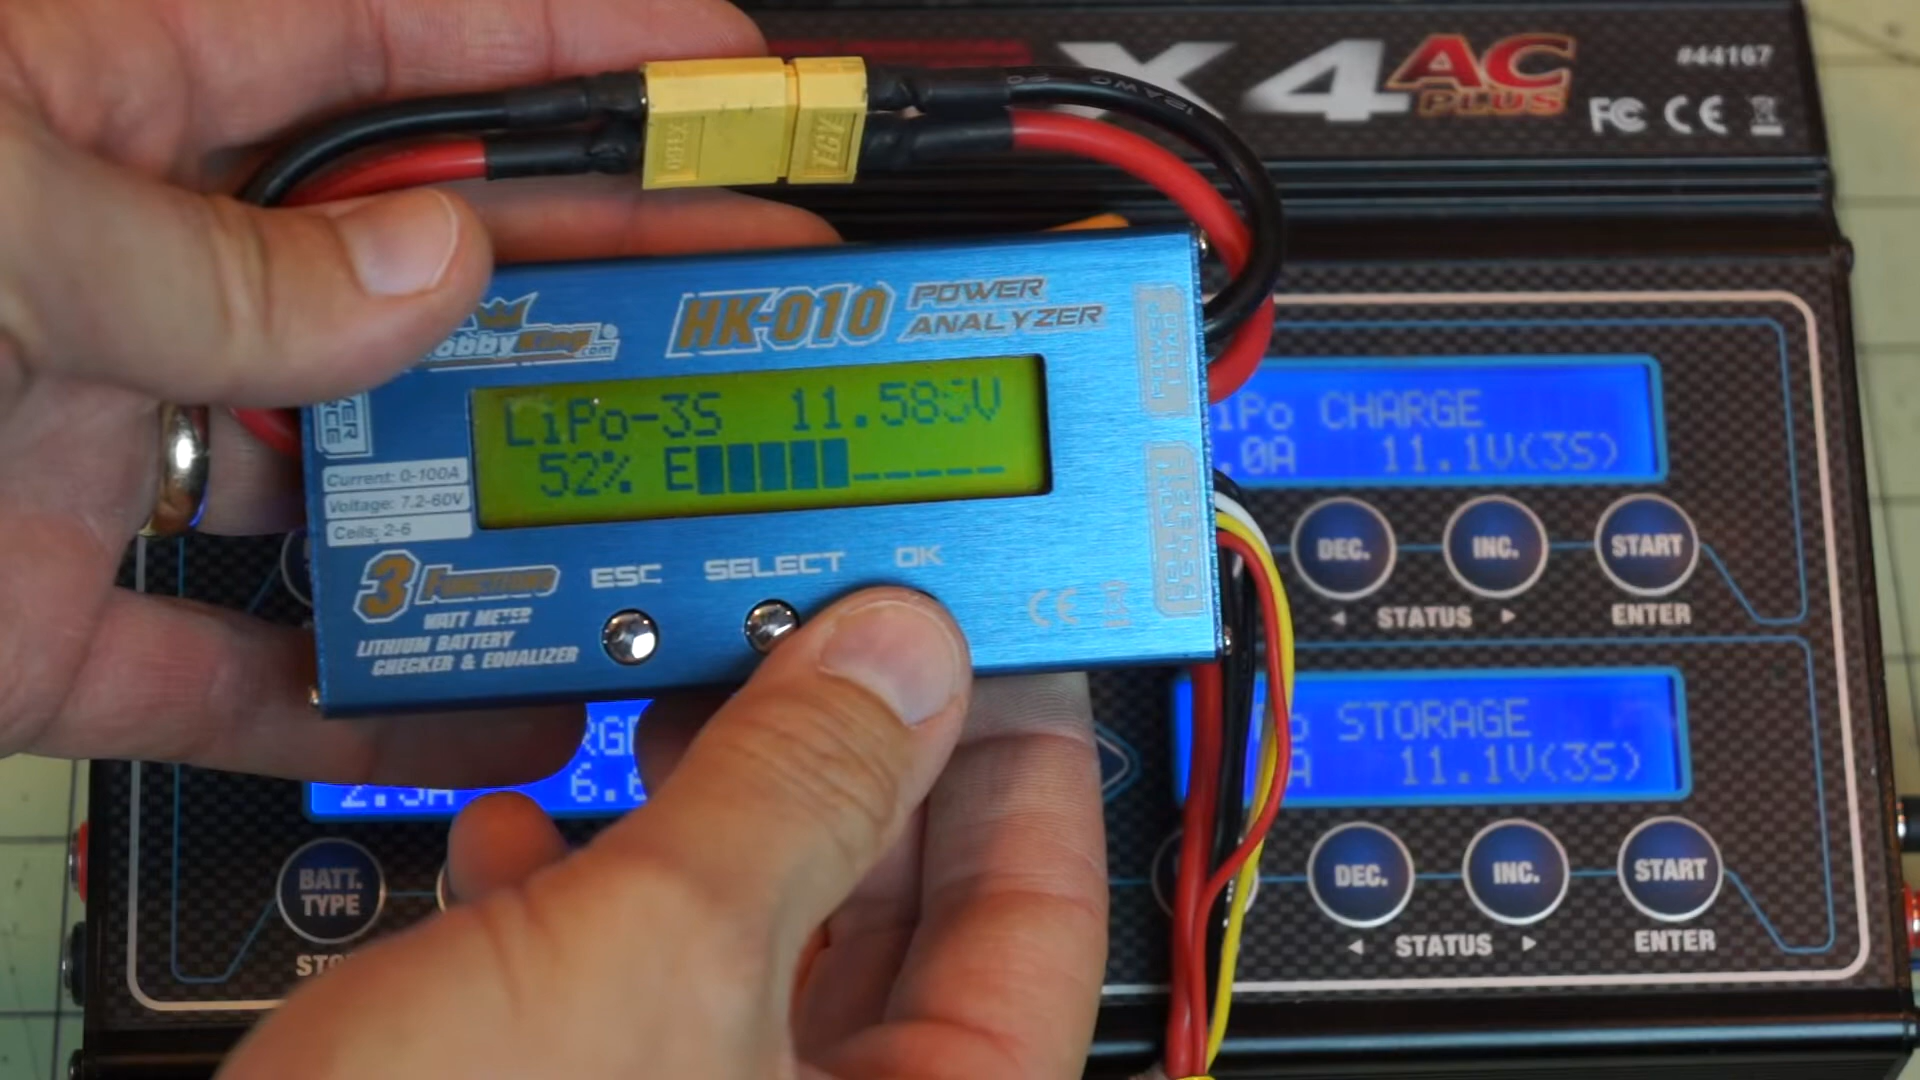 X4 AC
PLUS
#44167
FC CE
XT60
HK-010 POWER
ANALYZER
HobbyKing®
.com
LiPo-3S 11.585V
52% E
Current: 0-100A
Voltage: 7.2-60V
Cells: 2-6
3 FUNCTIONS
WATT METER
LITHIUM BATTERY
CHECKER & EQUALIZER
ESC SELECT OK
CE
CHARGE
.0A 11.1V(3S)
DEC. INC. START
◄ STATUS ► ENTER
STORAGE
A 11.1V(3S)
DEC. INC. START
◄ STATUS ► ENTER
BATT.
TYPE